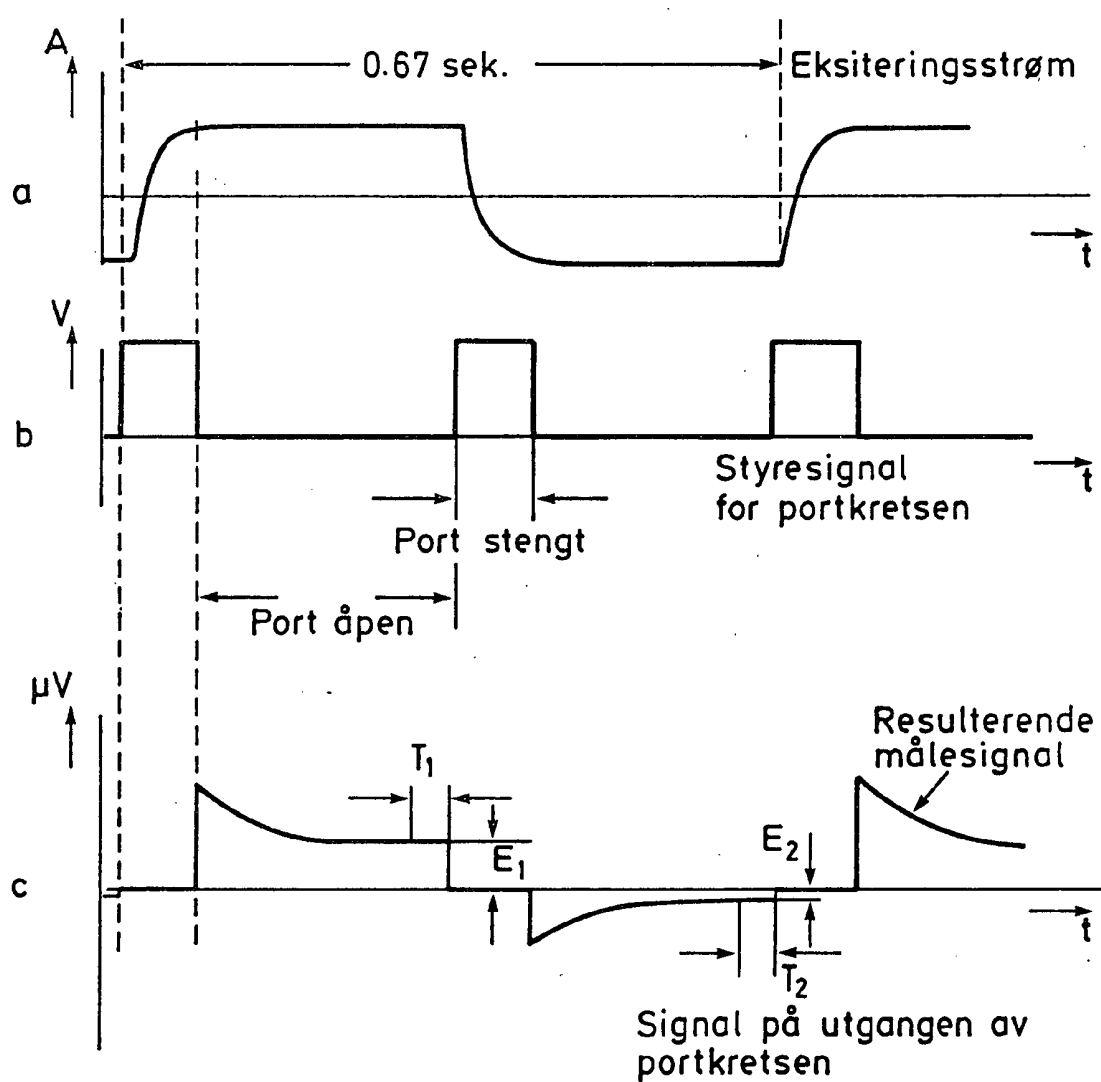 A
0.67 sek.
Eksiteringsstrøm
a
t
V
b
t
Styresignal
for portkretsen
Port stengt
Port åpen
µV
Resulterende
målesignal
T₁
E₁
E₂
c
t
T₂
Signal på utgangen av
portkretsen